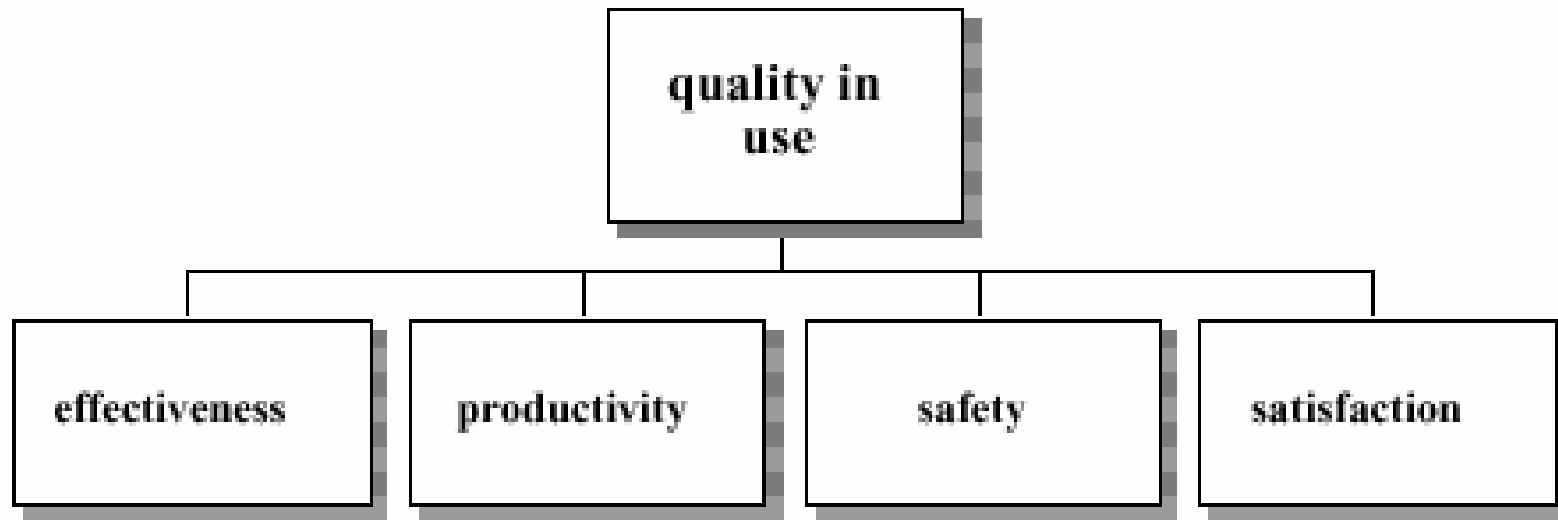 quality in
use
effectiveness
productivity
safety
satisfaction